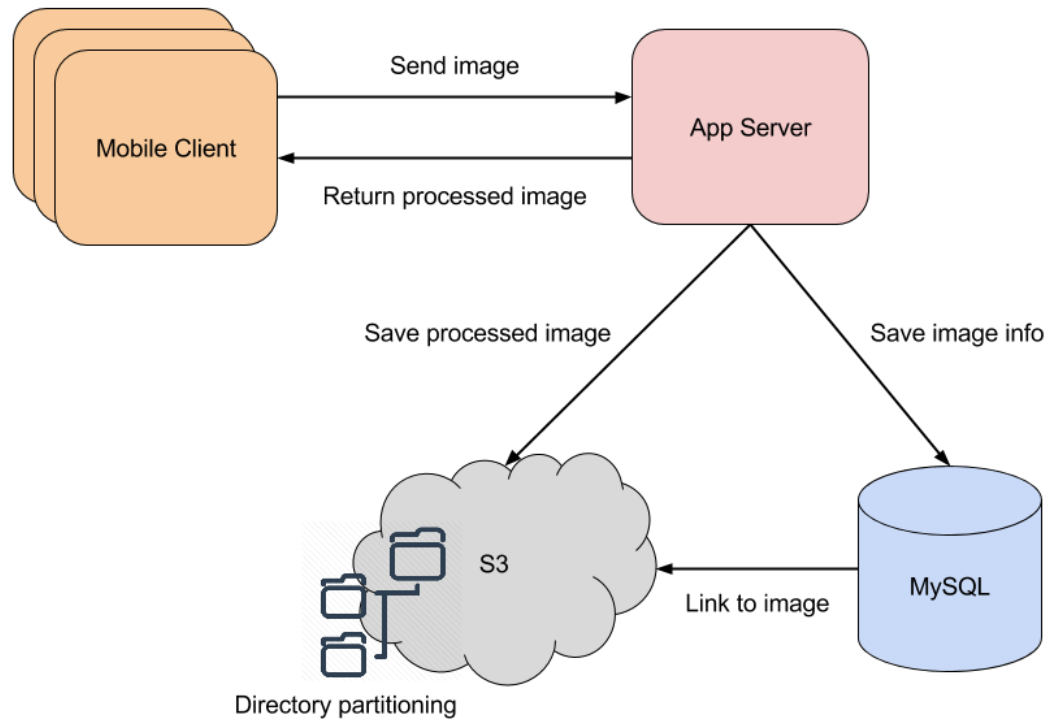 Send image
App Server
Mobile Client
Return processed image
Save processed image
Save image info
S3
MySQL
Link to image
Directory partitioning